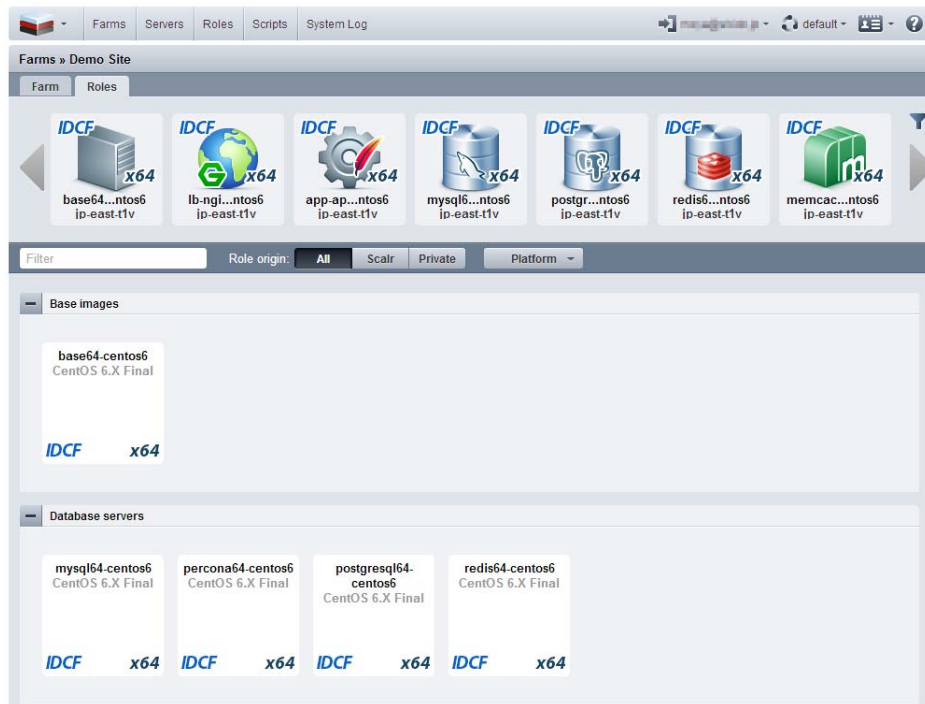 Farms Servers Roles Scripts System Log default
Farms » Demo Site
Farm Roles
IDCF IDCF IDCF IDCF IDCF IDCF IDCF
x64 x64 x64 x64 x64 x64 x64
base64...ntos6 lb-ngi...ntos6 app-ap...ntos6 mysql6...ntos6 postgr...ntos6 redis6...ntos6 memcac...ntos6
jp-east-t1v jp-east-t1v jp-east-t1v jp-east-t1v jp-east-t1v jp-east-t1v jp-east-t1v
Filter Role origin: All Scalr Private Platform
Base images
base64-centos6
CentOS 6.X Final
IDCF x64
Database servers
mysql64-centos6 percona64-centos6 postgresql64- redis64-centos6
CentOS 6.X Final CentOS 6.X Final centos6 CentOS 6.X Final
CentOS 6.X Final
IDCF x64 IDCF x64 IDCF x64 IDCF x64